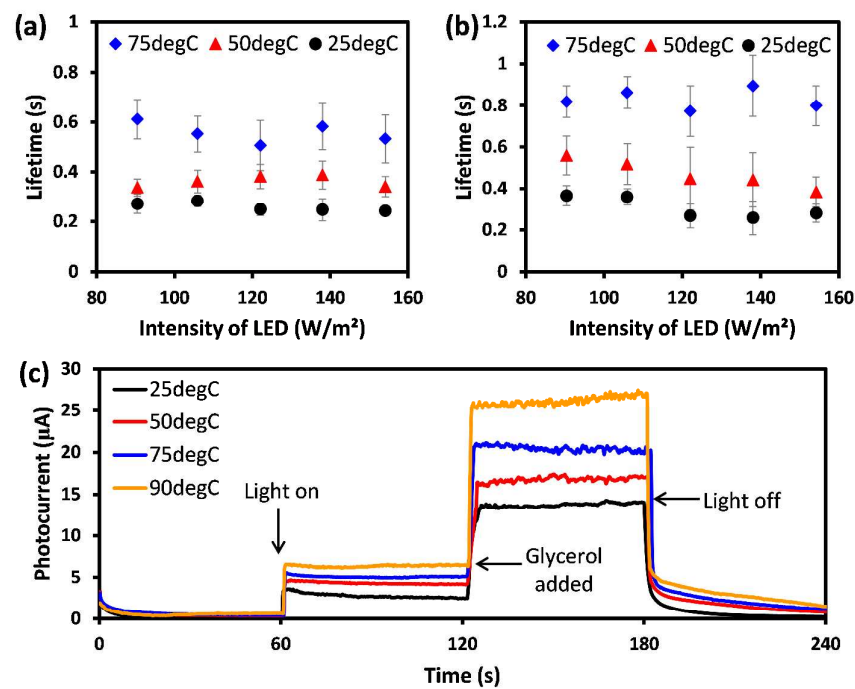 (a)
75degC 50degC 25degC
1
0.8
0.6
0.4
0.2
0
80 100 120 140 160
Lifetime (s)
Intensity of LED (W/m²)
(b)
75degC 50degC 25degC
1.2
1
0.8
0.6
0.4
0.2
0
80 100 120 140 160
Lifetime (s)
Intensity of LED (W/m²)
(c)
25degC
50degC
75degC
90degC
30
25
20
15
10
5
0
0 60 120 180 240
Photocurrent (µA)
Time (s)
Light on
Glycerol
added
Light off